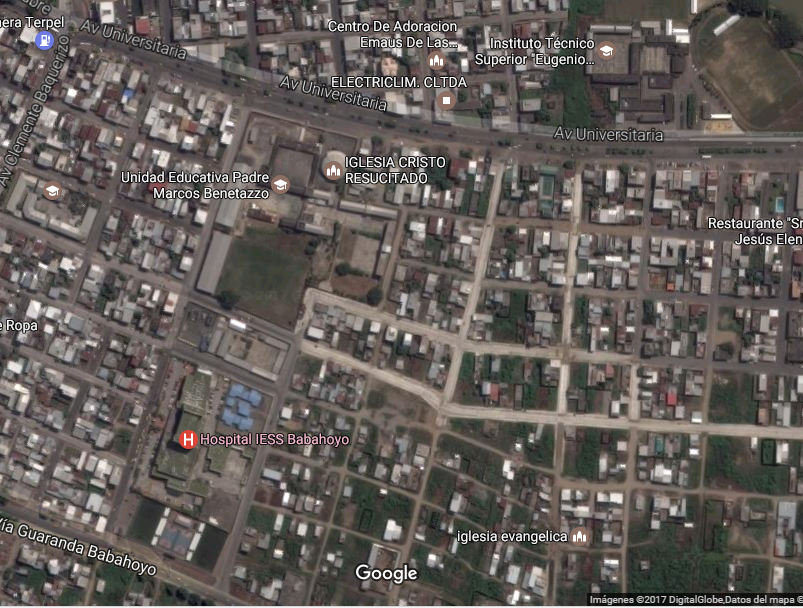 nera Terpel
Av Universitaria
Av Clemente Baquerizo
Centro De Adoracion
Emaus De Las...
Instituto Técnico
Superior "Eugenio...
ELECTRICLIM. CLTDA
Av Universitaria
Av Universitaria
IGLESIA CRISTO
RESUCITADO
Unidad Educativa Padre
Marcos Benetazzo
Restaurante "Sr
Jesús Elen
e Ropa
H Hospital IESS Babahoyo
Vía Guaranda Babahoyo
iglesia evangelica
Google
Imágenes ©2017 DigitalGlobe,Datos del mapa ©